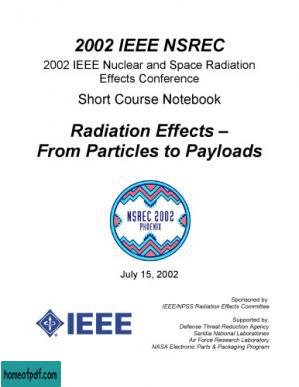 2002 IEEE NSREC
2002 IEEE Nuclear and Space Radiation
Effects Conference
Short Course Notebook
Radiation Effects –
From Particles to Payloads
NSREC 2002
PHOENIX
July 15, 2002
Sponsored by:
IEEE/NPSS Radiation Effects Committee
Supported by:
Defense Threat Reduction Agency
Sandia National Laboratories
Air Force Research Laboratory
NASA Electronic Parts & Packaging Program
IEEE
homeofpdf.com